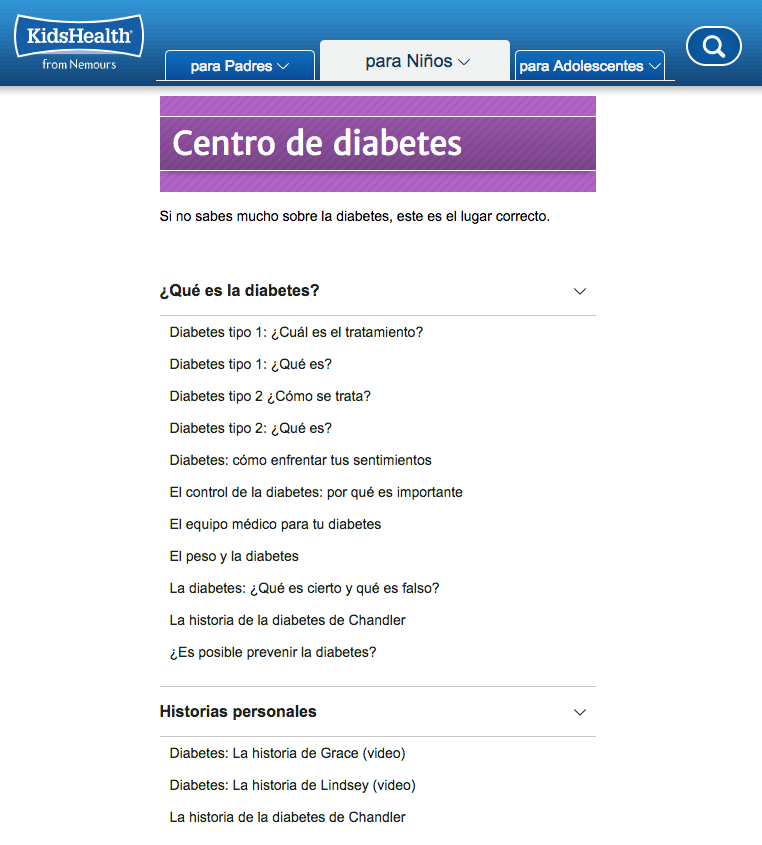 KidsHealth®
from Nemours
para Padres
para Niños
para Adolescentes
Centro de diabetes
Si no sabes mucho sobre la diabetes, este es el lugar correcto.
¿Qué es la diabetes?
Diabetes tipo 1: ¿Cuál es el tratamiento?
Diabetes tipo 1: ¿Qué es?
Diabetes tipo 2 ¿Cómo se trata?
Diabetes tipo 2: ¿Qué es?
Diabetes: cómo enfrentar tus sentimientos
El control de la diabetes: por qué es importante
El equipo médico para tu diabetes
El peso y la diabetes
La diabetes: ¿Qué es cierto y qué es falso?
La historia de la diabetes de Chandler
¿Es posible prevenir la diabetes?
Historias personales
Diabetes: La historia de Grace (video)
Diabetes: La historia de Lindsey (video)
La historia de la diabetes de Chandler